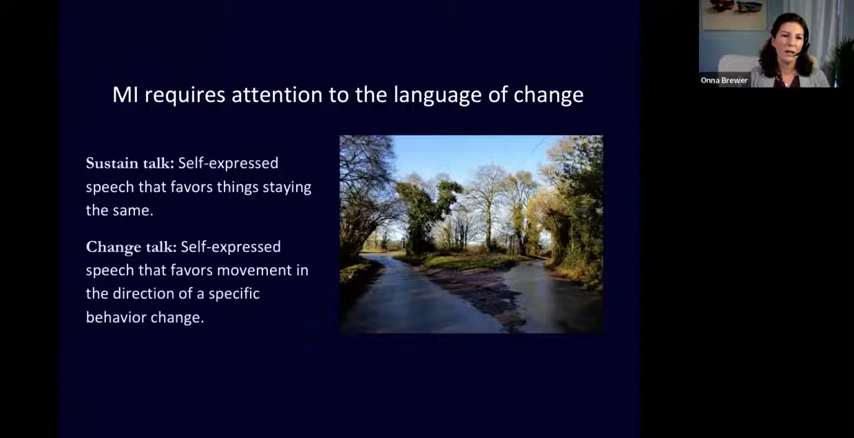 MI requires attention to the language of change
Sustain talk: Self-expressed
speech that favors things staying
the same.
Change talk: Self-expressed
speech that favors movement in
the direction of a specific
behavior change.
Onna Brewer